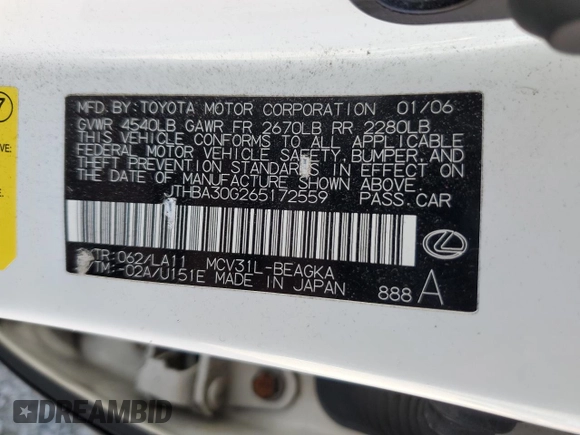 MFD. BY: TOYOTA MOTOR CORPORATION 01/06
GVWR 4540LB GAWR FR 2670LB RR 2280LB
THIS VEHICLE CONFORMS TO ALL APPLICABLE
FEDERAL MOTOR VEHICLE SAFETY, BUMPER, AND
THEFT PREVENTION STANDARDS IN EFFECT ON
THE DATE OF MANUFACTURE SHOWN ABOVE.
JTHBA30G265172559 PASS. CAR
C/TR: 062/LA11 MCV31L-BEAGKA
A/TM: -02A/U151E MADE IN JAPAN
888 A
7
VE:
DREAMBID